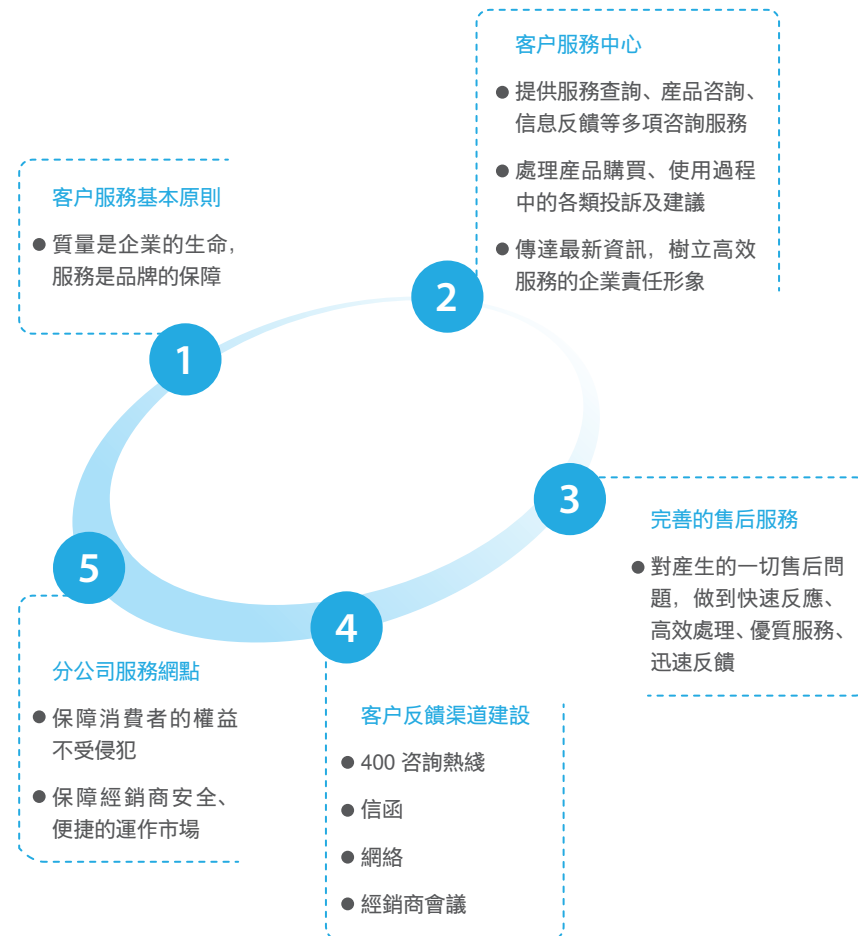 1
客户服務基本原則
● 質量是企業的生命，
服務是品牌的保障
2
客户服務中心
● 提供服務查詢、産品咨詢、
信息反饋等多項咨詢服務
● 處理産品購買、使用過程
中的各類投訴及建議
● 傳達最新資訊，樹立高效
服務的企業責任形象
3
完善的售后服務
● 對産生的一切售后問
題，做到快速反應、
高效處理、優質服務、
迅速反饋
4
客户反饋渠道建設
● 400 咨詢熱綫
● 信函
● 網絡
● 經銷商會議
5
分公司服務網點
● 保障消費者的權益
不受侵犯
● 保障經銷商安全、
便捷的運作市場